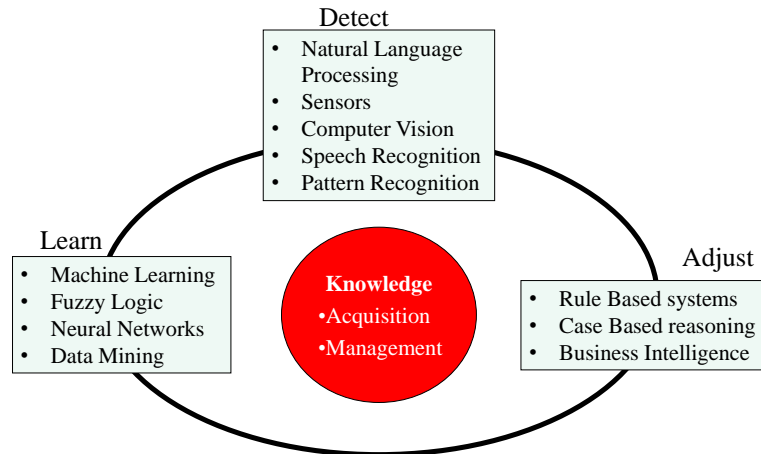 Detect
• Natural Language
Processing
• Sensors
• Computer Vision
• Speech Recognition
• Pattern Recognition
Learn
• Machine Learning
• Fuzzy Logic
• Neural Networks
• Data Mining
Knowledge
•Acquisition
•Management
Adjust
• Rule Based systems
• Case Based reasoning
• Business Intelligence